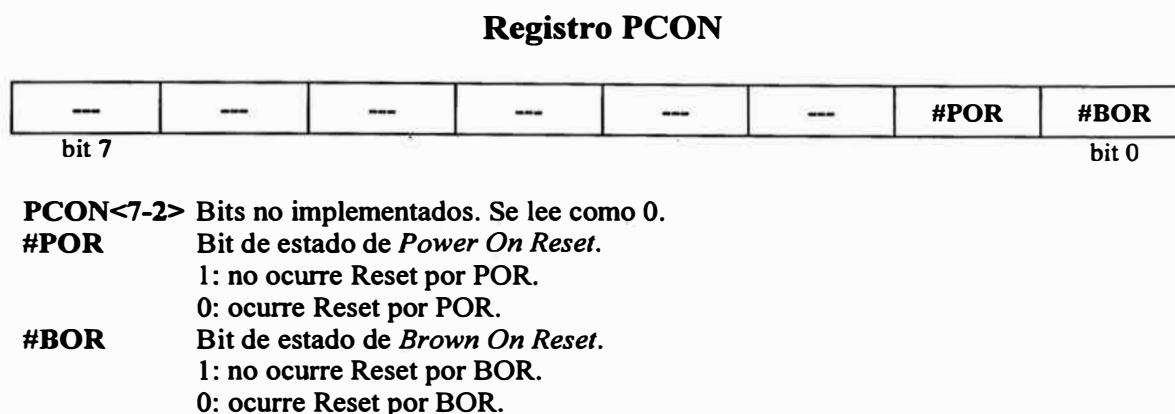 Registro PCON
--- --- --- --- --- --- #POR #BOR
bit 7 bit 0
PCON<7-2> Bits no implementados. Se lee como 0.
#POR Bit de estado de Power On Reset.
1: no ocurre Reset por POR.
0: ocurre Reset por POR.
#BOR Bit de estado de Brown On Reset.
1: no ocurre Reset por BOR.
0: ocurre Reset por BOR.